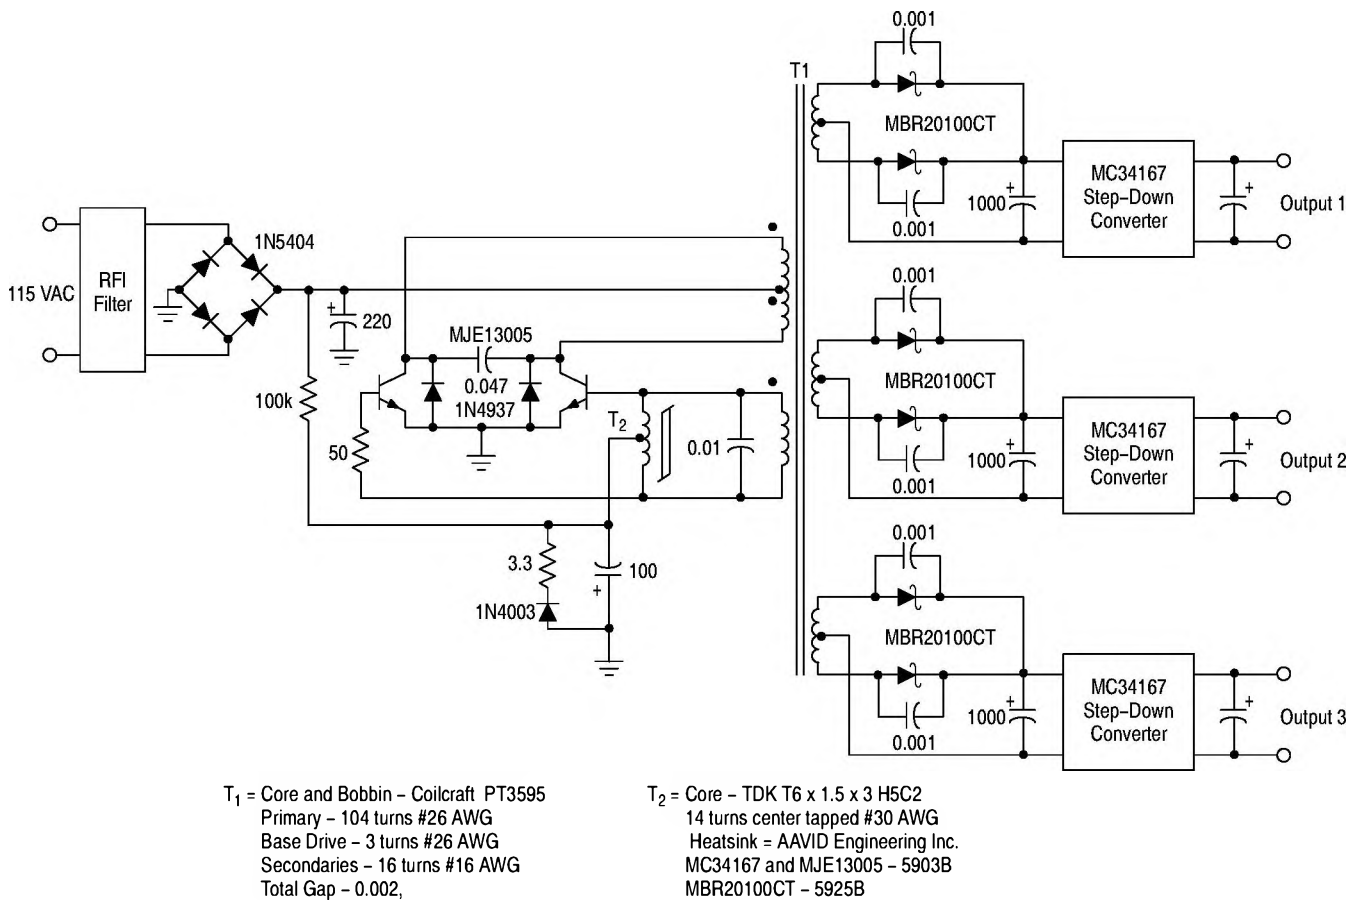 0.001
T1
MBR20100CT
MC34167
Step–Down
Converter
1000
+
+
Output 1
0.001
1N5404
115 VAC
RFI
Filter
+
220
MJE13005
0.047
1N4937
100k
50
T2
0.01
0.001
MBR20100CT
MC34167
Step–Down
Converter
1000
+
+
Output 2
0.001
3.3
100
+
1N4003
0.001
MBR20100CT
MC34167
Step–Down
Converter
1000
+
+
Output 3
0.001
T1 = Core and Bobbin – Coilcraft PT3595
Primary – 104 turns #26 AWG
Base Drive – 3 turns #26 AWG
Secondaries – 16 turns #16 AWG
Total Gap – 0.002,
T2 = Core – TDK T6 x 1.5 x 3 H5C2
14 turns center tapped #30 AWG
Heatsink = AAVID Engineering Inc.
MC34167 and MJE13005 – 5903B
MBR20100CT – 5925B